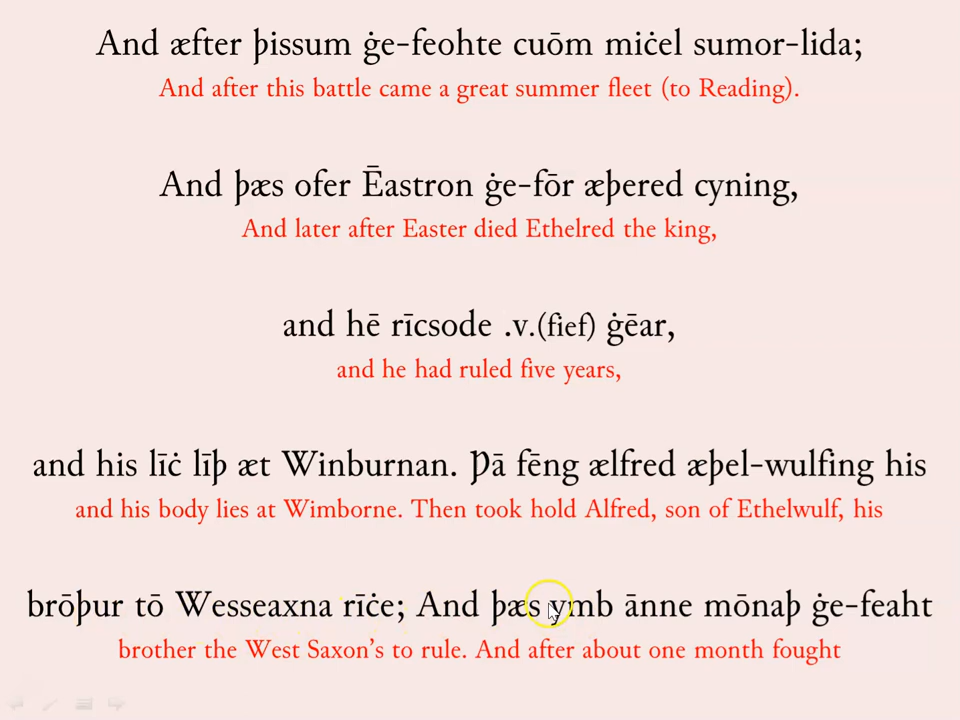 And æfter þissum ġe-feohte cuōm miċel sumor-lida;
And after this battle came a great summer fleet (to Reading).
And þæs ofer Ēastron ġe-fōr æþered cyning,
And later after Easter died Ethelred the king,
and hē rīcsode .v.(fief) ġēar,
and he had ruled five years,
and his līċ līþ æt Winburnan. Þā fēng ælfred æþel-wulfing his
and his body lies at Wimborne. Then took hold Alfred, son of Ethelwulf, his
brōþur tō Wesseaxna rīċe; And þæs ymb ānne mōnaþ ġe-feaht
brother the West Saxon's to rule. And after about one month fought